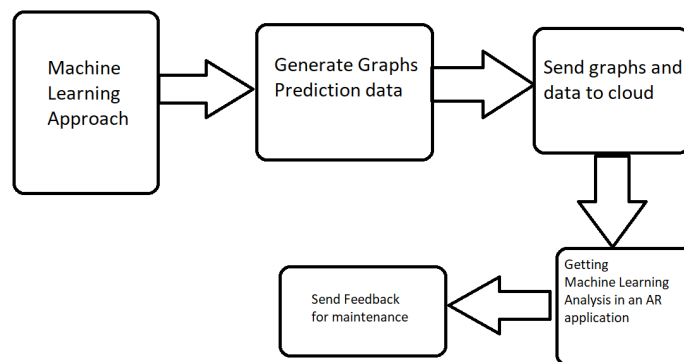 Machine
Learning
Approach
Generate Graphs
Prediction data
Send graphs and
data to cloud
Getting
Machine Learning
Analysis in an AR
application
Send Feedback
for maintenance